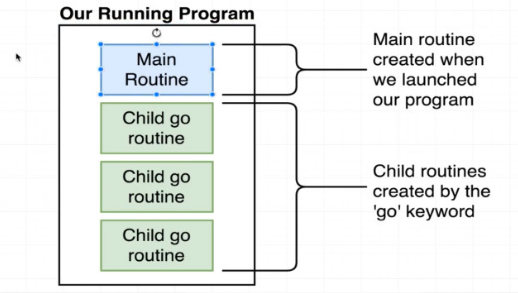 Our Running Program
Main
Routine
Child go
routine
Child go
routine
Child go
routine
Main routine
created when
we launched
our program
Child routines
created by the
'go' keyword